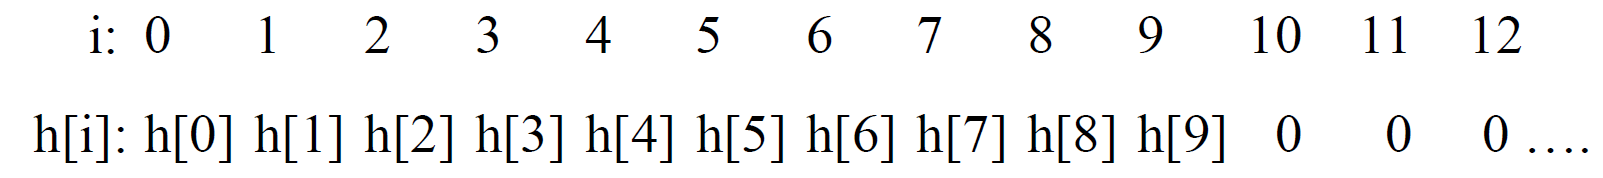 i: 0 1 2 3 4 5 6 7 8 9 10 11 12
h[i]: h[0] h[1] h[2] h[3] h[4] h[5] h[6] h[7] h[8] h[9] 0 0 0 ....